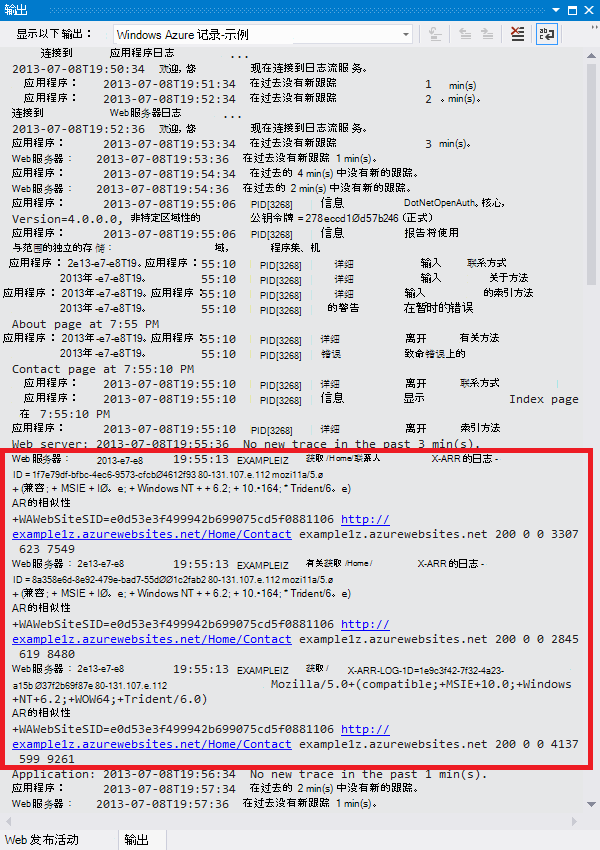 输出
显示以下输出： Windows Azure 记录-示例
连接到 应用程序日志 ...
2013-07-08T19:50:34 欢迎, 您 现在连接到日志流服 务。
应用程序： 2013-07-08T19:51:34 在过去没有新跟踪 1 min(s)
应用程序： 2013-07-08T19:52:34 在过去没有新跟踪 2 。min(s)。
连接到 Web服务器日志 ...
2013-07-08T19:52:36 欢迎, 您 现在连接到日志流服 务。
应用程序： 2013-07-08T19:53:34 在过去没有新跟踪 3 min(s)。
Web服务器： 2013-07-08T19:53:36 在过去没有新跟踪 1 min(s)。
应用程序： 2013-07-08T19:54:34 在过去的 4 min(s) 中没有新的跟踪。
Web服务器： 2013-07-08T19:54:36 在过去的 2 min(s) 中没有新的跟踪。
应用程序： 2013-07-08T19:55:06 PID[3268] 信息 DotNetOpenAuth。核心，
Version=4.0.0.0, 非特定区域性的 公钥令牌 = 278eccd1Ød57b246 (正式)
应用程序： 2013-07-08T19:55:06 PID[3268] 信息 报告将使用
与范围的独立的存 储： 域， 程序集、机
应用程序： 2e13-e7-e8T19。应用程序：55:10 PID[3268] 详细 输入 联系方式
2013年 -e7-e8T19。 55:10 PID[3268] 详细 输入 关于方法
应用程序： 2013年 -e7-e8T19。应用程序：55:10 PID[3268] 详细 输入 的索引方法
2013年 -e7-e8T19。 55:10 PID[3268] 的警告 在暂时的错误
About page at 7:55 PM
应用程序： 2013年 -e7-e8T19。应用程序：55:10 PID[3268] 详细 离开 有关方法
2013年 -e7-e8T19。 55:10 PID[3268] 错误 致命错误上的
Contact page at 7:55:10 PM
应用程序： 2013-07-08T19:55:10 PID[3268] 详细 离开 联系方式
应用程序： 2013-07-08T19:55:10 PID[3268] 信息 显示 Index page
在 7:55:10 PM
应用程序： 2013-07-08T19:55:10 PID[3268] 详细 离开 索引方法
Web server: 2013-07-08T19:55:36 No new trace in the past 3 min(s).
Web服务器： 2013-e7-e8 19:55:13 EXAMPLEIZ 获取 /Home/联系人 X-ARR的日志 -
ID = 1f7e79df-bfbc-4ec6-9573-cfcbØ4612f93 80-131.107.e.112 mozi11a/5.ø
+ (兼容; + MSIE + IØ。e; + Windows NT + + 6.2; + 10.•164; * Trident/6。e)
AR的相似性
+WAWebSiteSID=e0d53e3f499942b699075cd5f0881106 http://
example1z.azurewebsites.net/Home/Contact example1z.azurewebsites.net 200 0 0 3307
623 7549
Web服务器： 2e13-e7-e8 19:55:13 EXAMPLEIZ 有关获取 /Home/ X-ARR的日志 -
ID = 8a358e6d-8e92-479e-bad7-55dØØ1c2fab2 80-131.107.e.112 mozi11a/5.ø
+ (兼容; + MSIE + IØ。e; + Windows NT + + 6.2; + 10.•164; * Trident/6。e)
AR的相似性
+WAWebSiteSID=e0d53e3f499942b699075cd5f0881106 http://
example1z.azurewebsites.net/Home/Contact example1z.azurewebsites.net 200 0 0 2845
619 8480
Web服务器： 2e13-e7-e8 19:55:13 EXAMPLEIZ 获取 / X-ARR-LOG-1D=1e9c3f42-7f32-4a23-
a15b Ø37f2b69f87e 80-131.107.e.112 Mozilla/5.0+(compatible;+MSIE+10.0;+Windows
+NT+6.2;+WOW64;+Trident/6.0)
AR的相似性
+WAWebSiteSID=e0d53e3f499942b699075cd5f0881106 http://
example1z.azurewebsites.net/Home/Contact example1z.azurewebsites.net 200 0 0 4137
599 9261
Application: 2013-07-08T19:56:34 No new trace in the past 1 min(s).
应用程序： 2013-07-08T19:57:34 在过去的 2 min(s) 中没有新的跟踪。
Web服务器： 2013-07-08T19:57:36 在过去没有新跟踪 1 min(s)。
Web 发布活动 输出